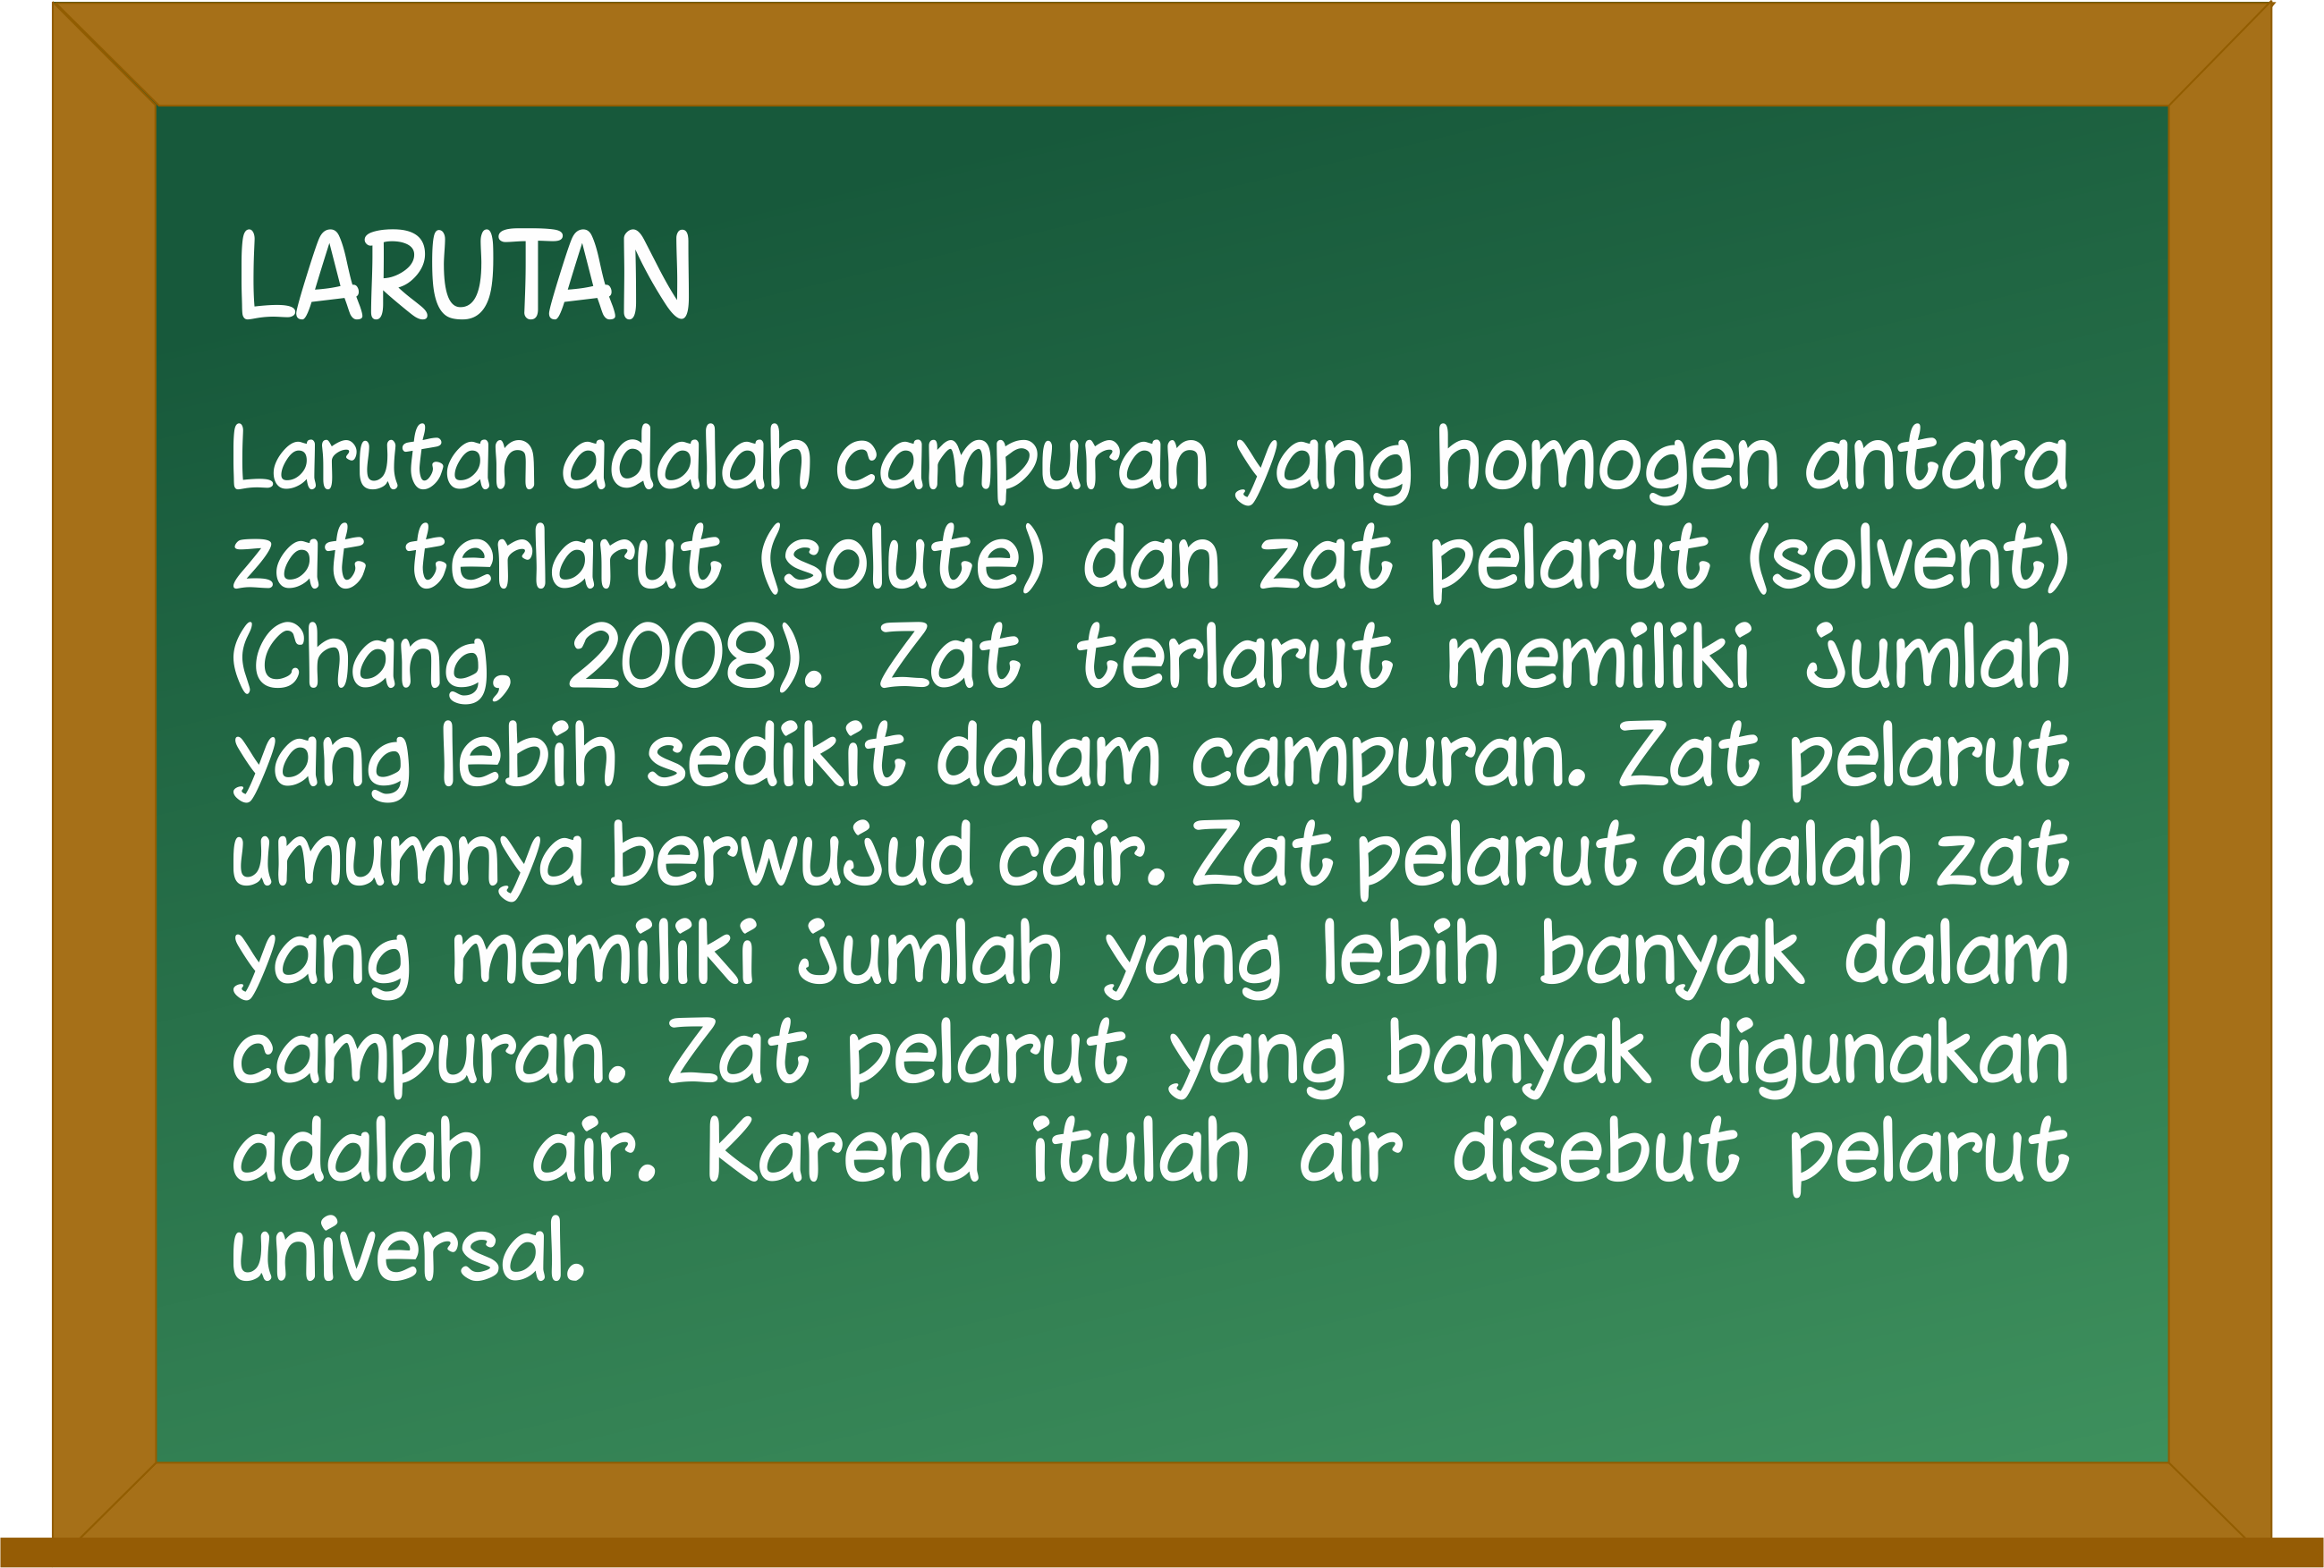 LARUTAN
Larutan adalah campuran yang homogen antara
zat terlarut (solute) dan zat pelarut (solvent)
(Chang, 2008). Zat terlarut memiliki jumlah
yang lebih sedikit dalam campuran. Zat pelarut
umumnya berwujud cair. Zat pelarut adalah zat
yang memiliki jumlah yang lebih banyak dalam
campuran. Zat pelarut yang banyak digunakan
adalah air. Karena itulah air disebut pelarut
universal.